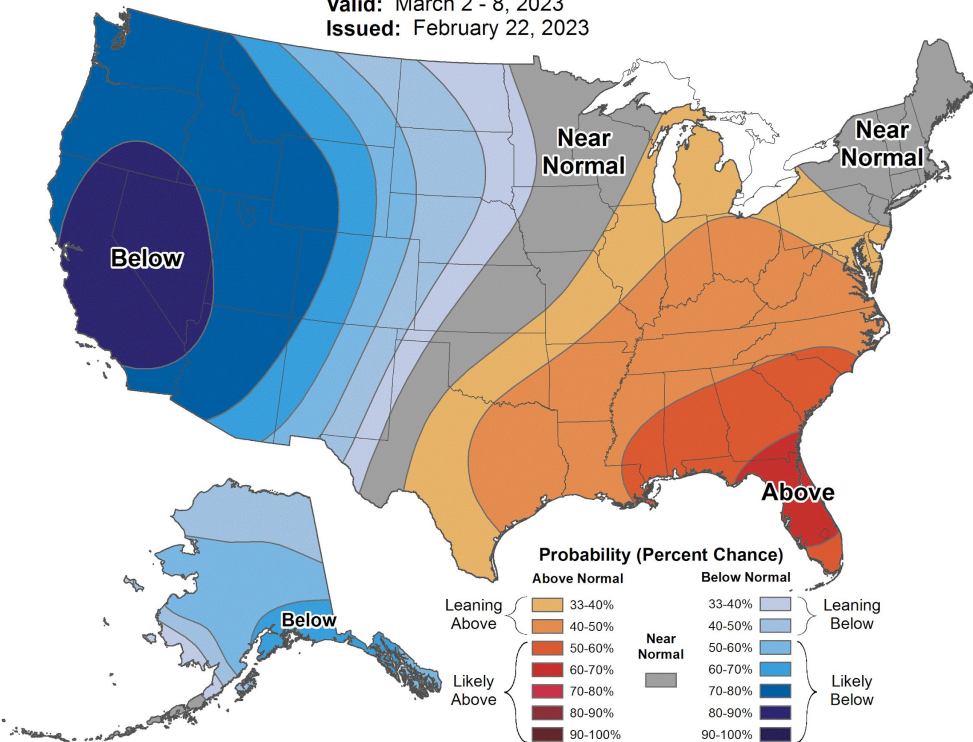 Valid: March 2 - 8, 2023
Issued: February 22, 2023
Near
Normal
Near
Normal
Below
Above
Below
Probability (Percent Chance)
Above Normal
Below Normal
Leaning
Above
33-40%
40-50%
Likely
Above
50-60%
60-70%
70-80%
80-90%
90-100%
Near
Normal
33-40%
40-50%
Leaning
Below
50-60%
60-70%
70-80%
80-90%
90-100%
Likely
Below